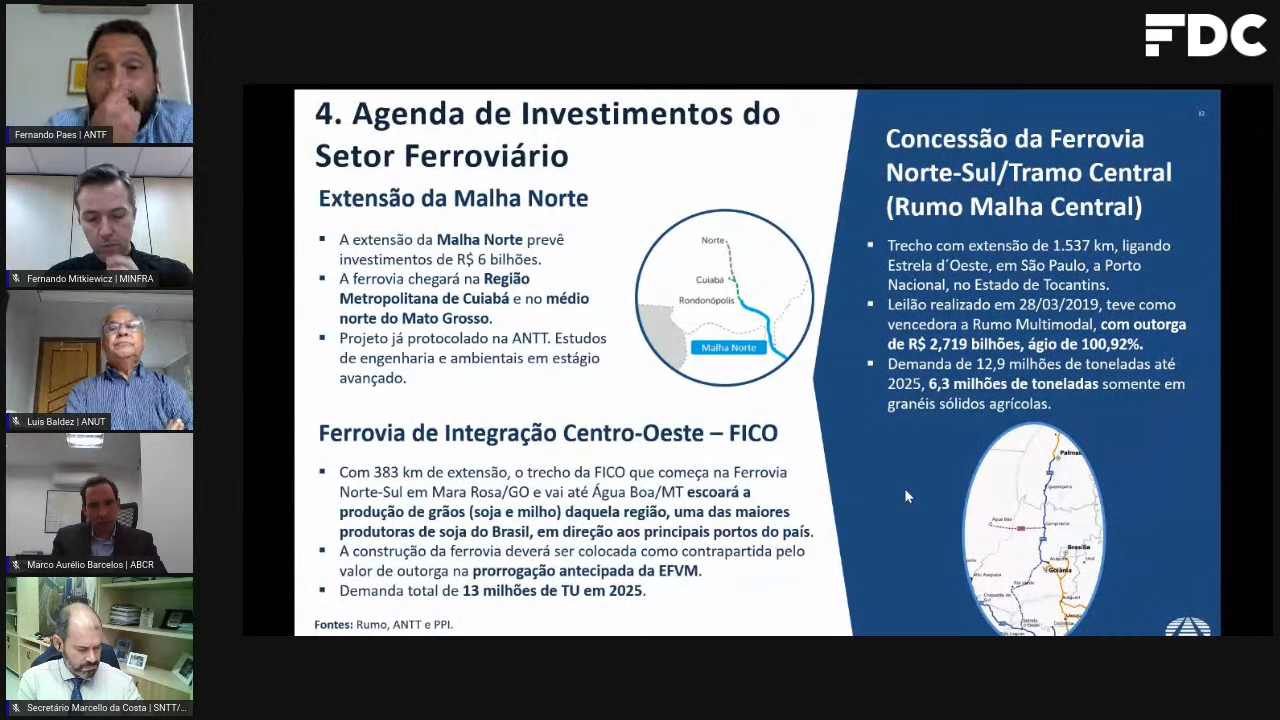 FDC
Fernando Paes | ANTF
Fernando Mitkiewicz | MINFRA
Luis Baldez | ANUT
Marco Aurélio Barcelos | ABCR
Secretário Marcello da Costa | SNTT/...
4. Agenda de Investimentos do
Setor Ferroviário
Extensão da Malha Norte
A extensão da Malha Norte prevê
investimentos de R$ 6 bilhões.
A ferrovia chegará na Região
Metropolitana de Cuiabá e no médio
norte do Mato Grosso.
Projeto já protocolado na ANTT. Estudos
de engenharia e ambientais em estágio
avançado.
Norte
Cuiabá
Rondonópolis
Malha Norte
Ferrovia de Integração Centro-Oeste – FICO
Com 383 km de extensão, o trecho da FICO que começa na Ferrovia
Norte-Sul em Mara Rosa/GO e vai até Água Boa/MT escoará a
produção de grãos (soja e milho) daquela região, uma das maiores
produtoras de soja do Brasil, em direção aos principais portos do país.
A construção da ferrovia deverá ser colocada como contrapartida pelo
valor de outorga na prorrogação antecipada da EFVM.
Demanda total de 13 milhões de TU em 2025.
Fontes: Rumo, ANTT e PPI.
12
Concessão da Ferrovia
Norte-Sul/Tramo Central
(Rumo Malha Central)
Trecho com extensão de 1.537 km, ligando
Estrela d´Oeste, em São Paulo, a Porto
Nacional, no Estado de Tocantins.
Leilão realizado em 28/03/2019, teve como
vencedora a Rumo Multimodal, com outorga
de R$ 2,719 bilhões, ágio de 100,92%.
Demanda de 12,9 milhões de toneladas até
2025, 6,3 milhões de toneladas somente em
granéis sólidos agrícolas.
Palmas
Água Boa
Campinorte
Brasília
Goiânia
Rio Verde